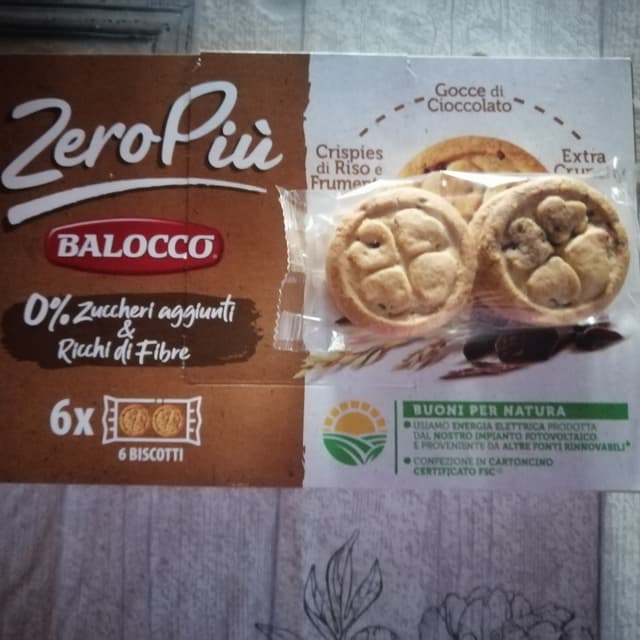 ZeroPiù
BALOCCO
0% Zuccheri aggiunti
&
Ricchi di Fibre
6x
6 BISCOTTI
Gocce di
Cioccolato
Crispies
di Riso e
Extra
BUONI PER NATURA
USIAMO ENERGIA ELETTRICA PRODOTTA
DAL NOSTRO IMPIANTO FOTOVOLTAICO
E PROVENIENTE DA ALTRE FONTI RINNOVABILI*
CONFEZIONE IN CARTONCINO
CERTIFICATO FSC®